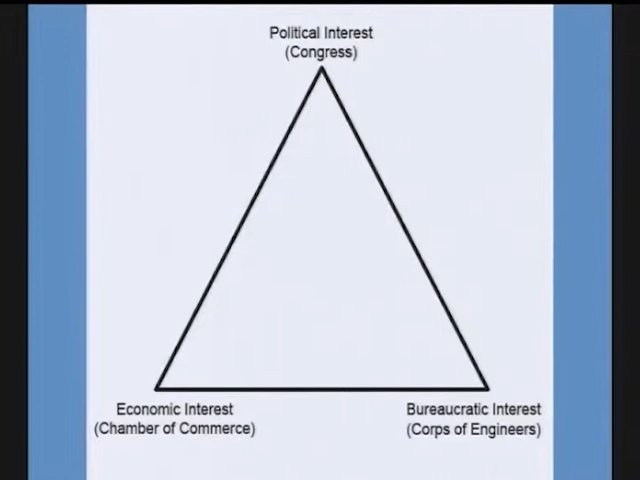 Political Interest
(Congress)
Economic Interest
(Chamber of Commerce)
Bureaucratic Interest
(Corps of Engineers)